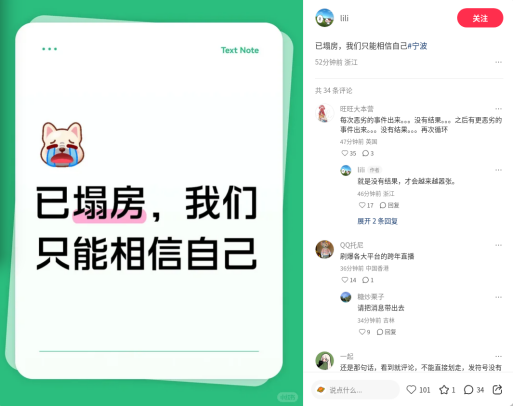 Text Note
已塌房，我们
只能相信自己
lili
关注
已塌房，我们只能相信自己#宁波
52分钟前 浙江
共 34 条评论
旺旺大本营
每次恶劣的事件出来。。。没有结果。。。之后有更恶劣的
事件出来。。。没有结果。。。再次循环
47分钟前 英国
35
3
lili 作者
就是没有结果，才会越来越嚣张。
46分钟前 浙江
17
回复
展开 2 条回复
QQ托尼
刷爆各大平台的跨年直播
36分钟前 中国香港
14
1
糖炒栗子
请把消息带出去
34分钟前 吉林
9
回复
一起
还是那句话，看到就评论，不能直接划走，发符号没有
说点什么...
101
1
34